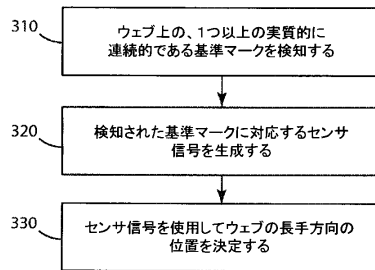 310
ウェブ上の、1つ以上の実質的に
連続的である基準マークを検知する
320
検知された基準マークに対応するセンサ
信号を生成する
330
センサ信号を使用してウェブの長手方向の
位置を決定する